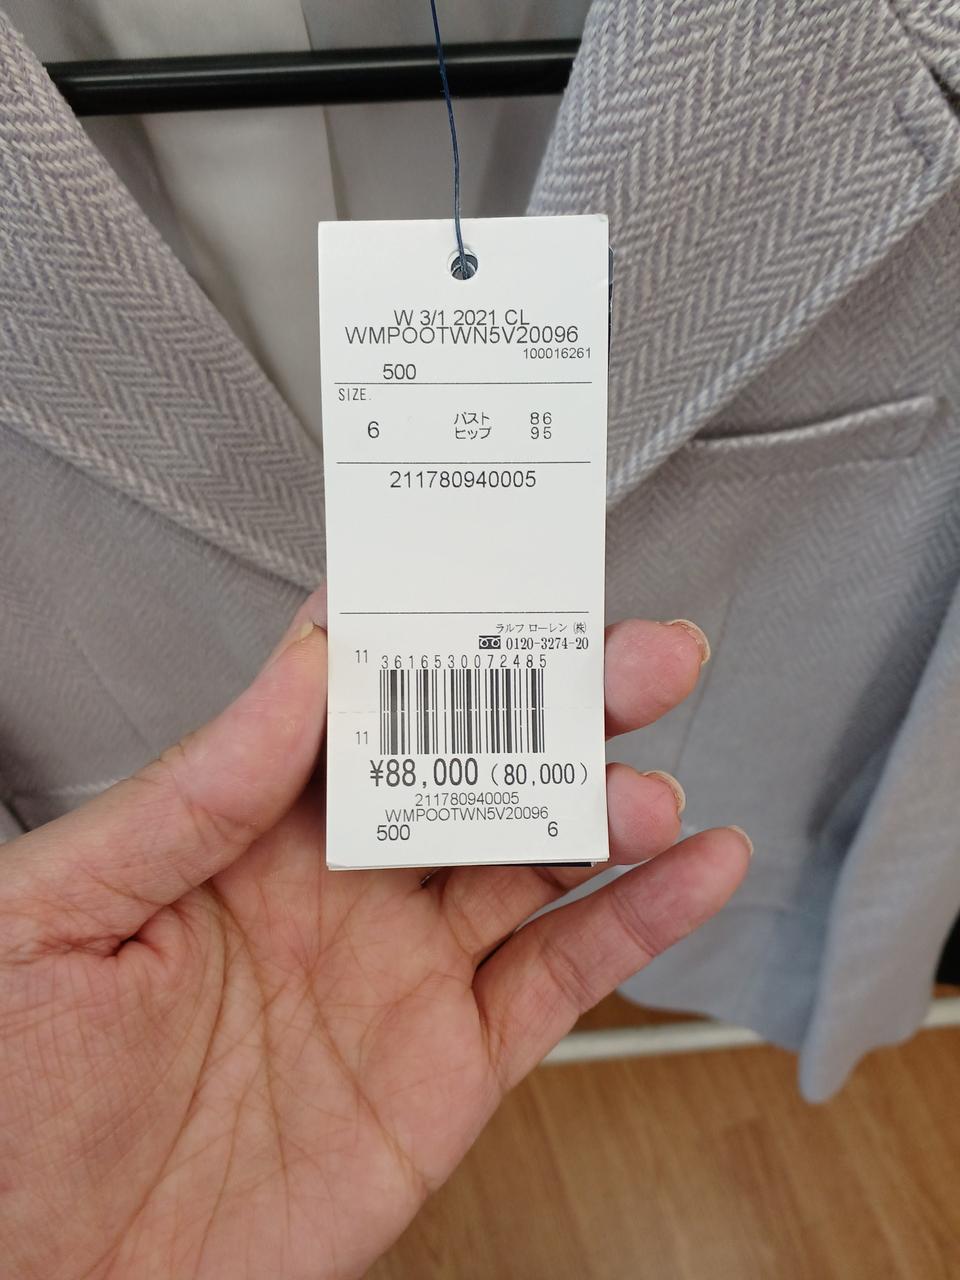 W 3/1 2021 CL
WMPOOTWN5V20096
100016261
500
SIZE.
6 バスト 86
ヒップ 95
211780940005
ラルフ ローレン ㈱
0120-3274-20
11 3616530072485
11
¥88,000 (80,000)
211780940005
WMPOOTWN5V20096
500 6